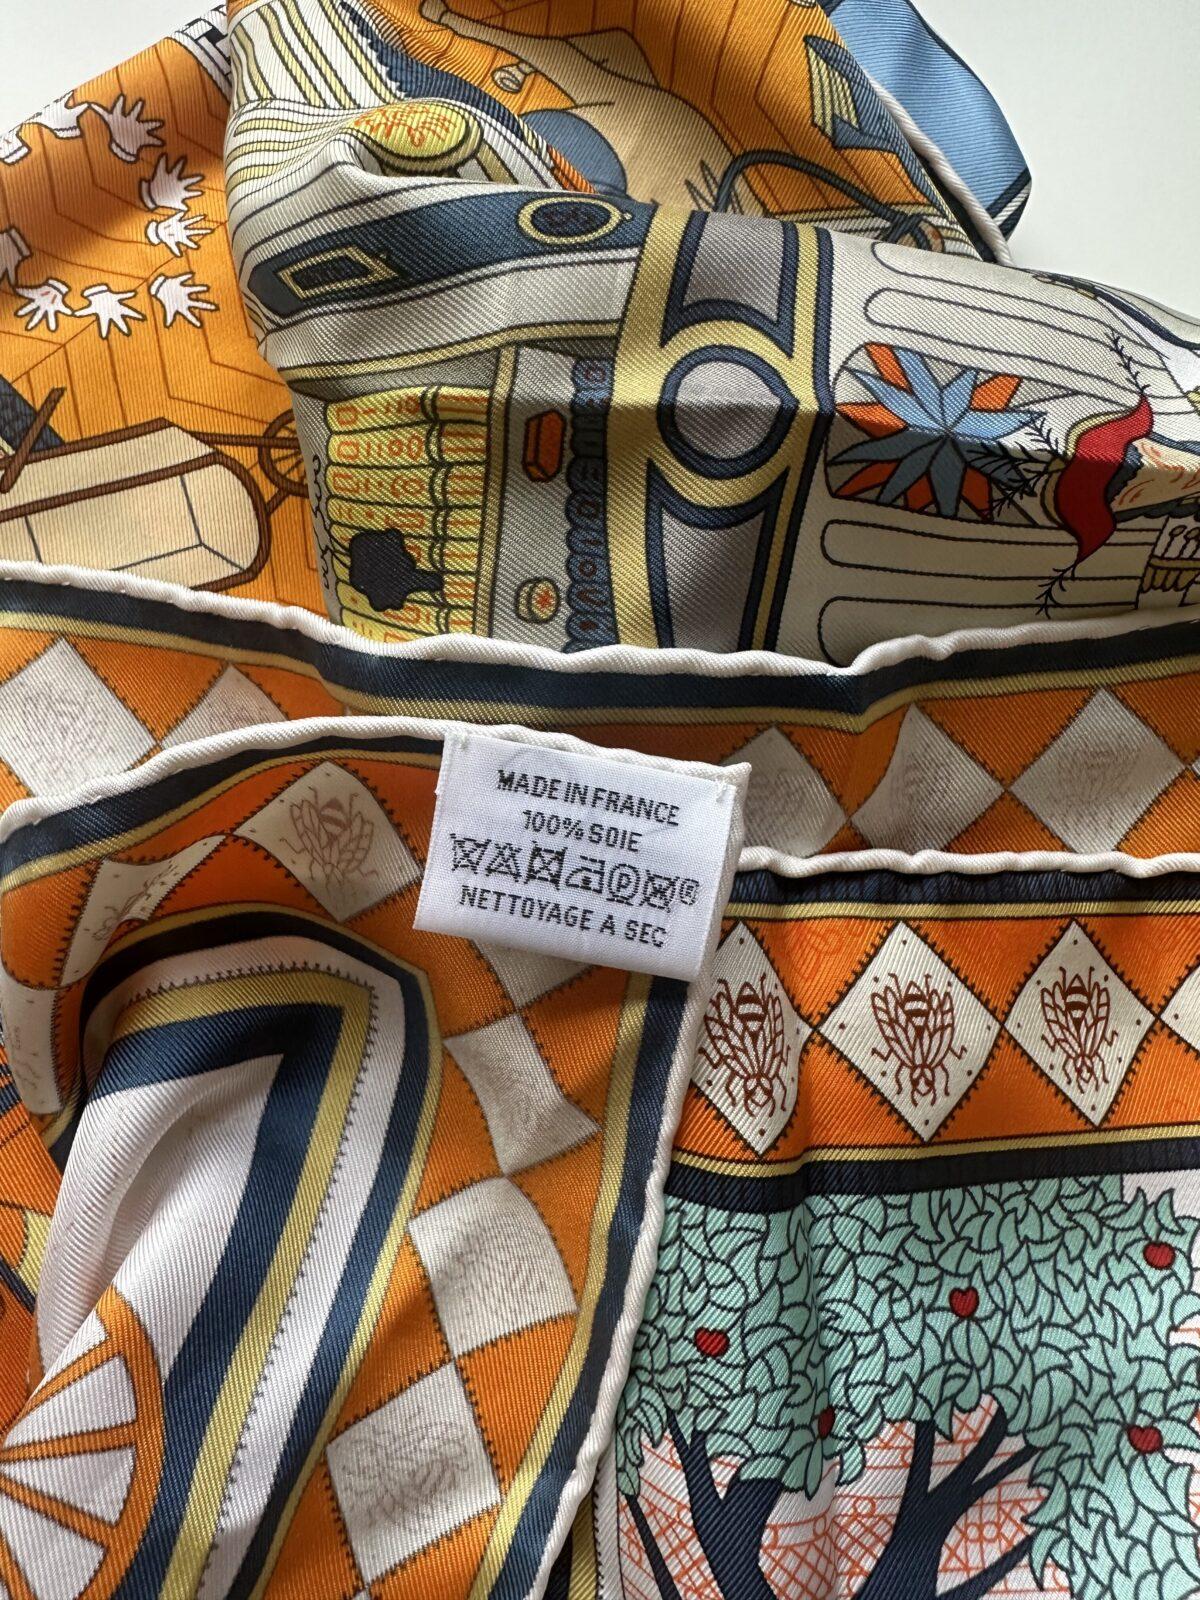 MADE IN FRANCE
100% SOIE
P ®
NETTOYAGE A SEC